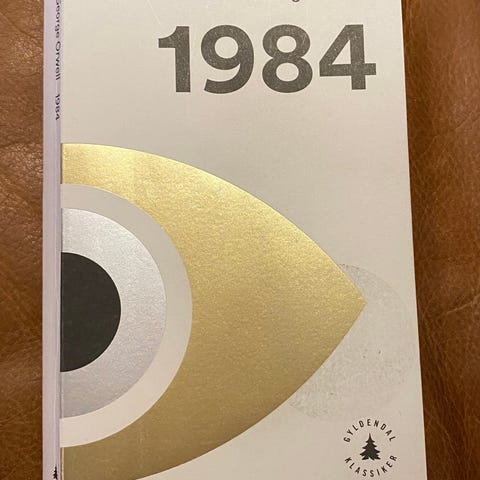 1984
George Orwell 1984
GYLDENDAL
KLASSIKER